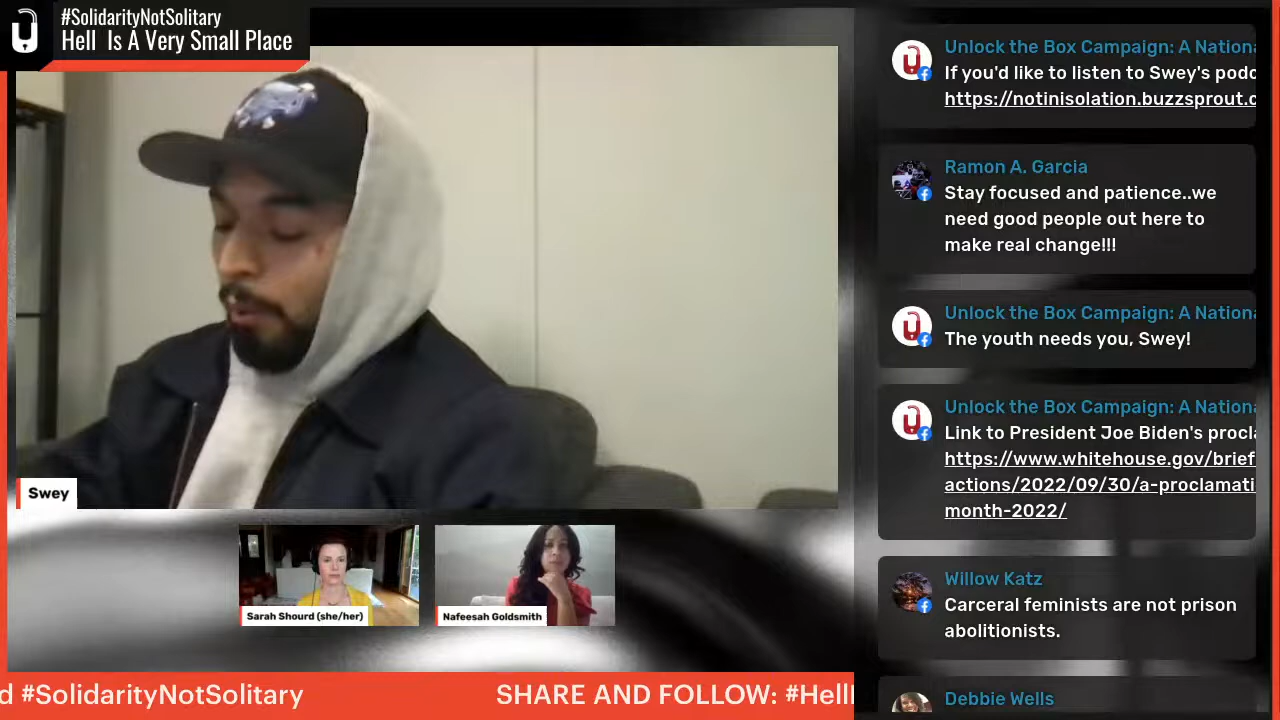 #SolidarityNotSolitary
Hell Is A Very Small Place
Swey
Sarah Shourd (she/her)
Nafeesah Goldsmith
d #SolidarityNotSolitary
SHARE AND FOLLOW: #Hell
Unlock the Box Campaign: A Nationa
If you'd like to listen to Swey's podc
https://notinisolation.buzzsprout.c
Ramon A. Garcia
Stay focused and patience..we
need good people out here to
make real change!!!
Unlock the Box Campaign: A Nationa
The youth needs you, Swey!
Unlock the Box Campaign: A Nationa
Link to President Joe Biden's procla
https://www.whitehouse.gov/brief
actions/2022/09/30/a-proclamati
month-2022/
Willow Katz
Carceral feminists are not prison
abolitionists.
Debbie Wells